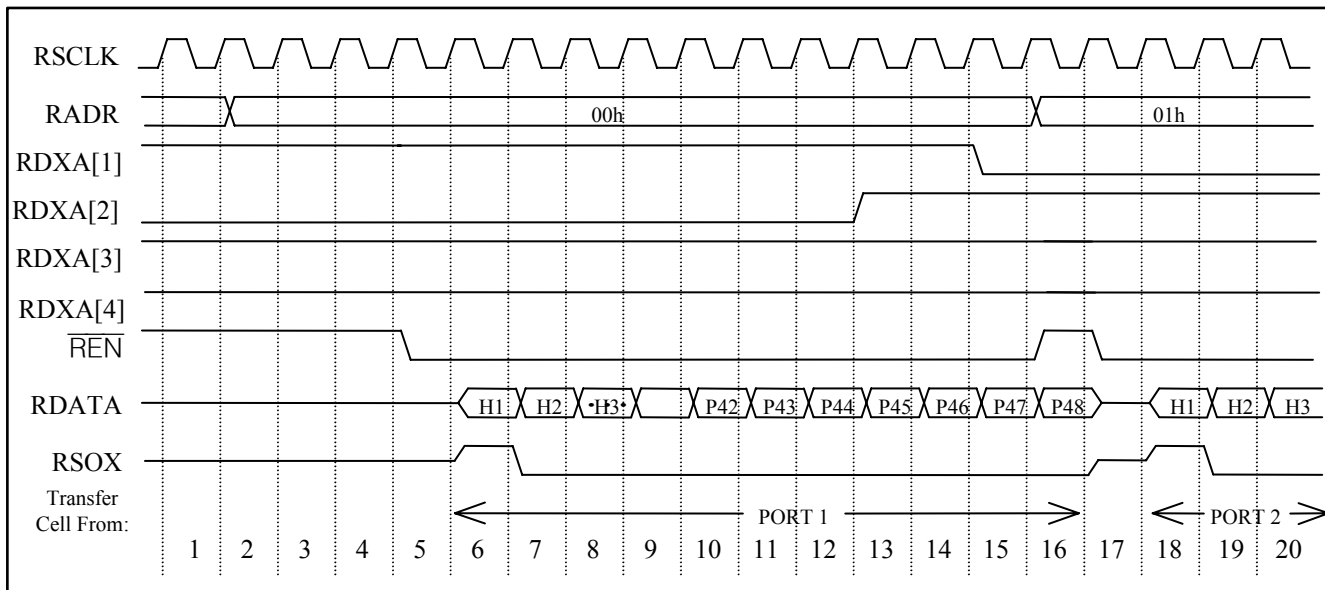 RSCLK
RADR 00h 01h
RDXA[1]
RDXA[2]
RDXA[3]
RDXA[4]
REN
RDATA H1 H2 H3 P42 P43 P44 P45 P46 P47 P48 H1 H2 H3
RSOX
Transfer
Cell From: PORT 1 PORT 2
1 2 3 4 5 6 7 8 9 10 11 12 13 14 15 16 17 18 19 20